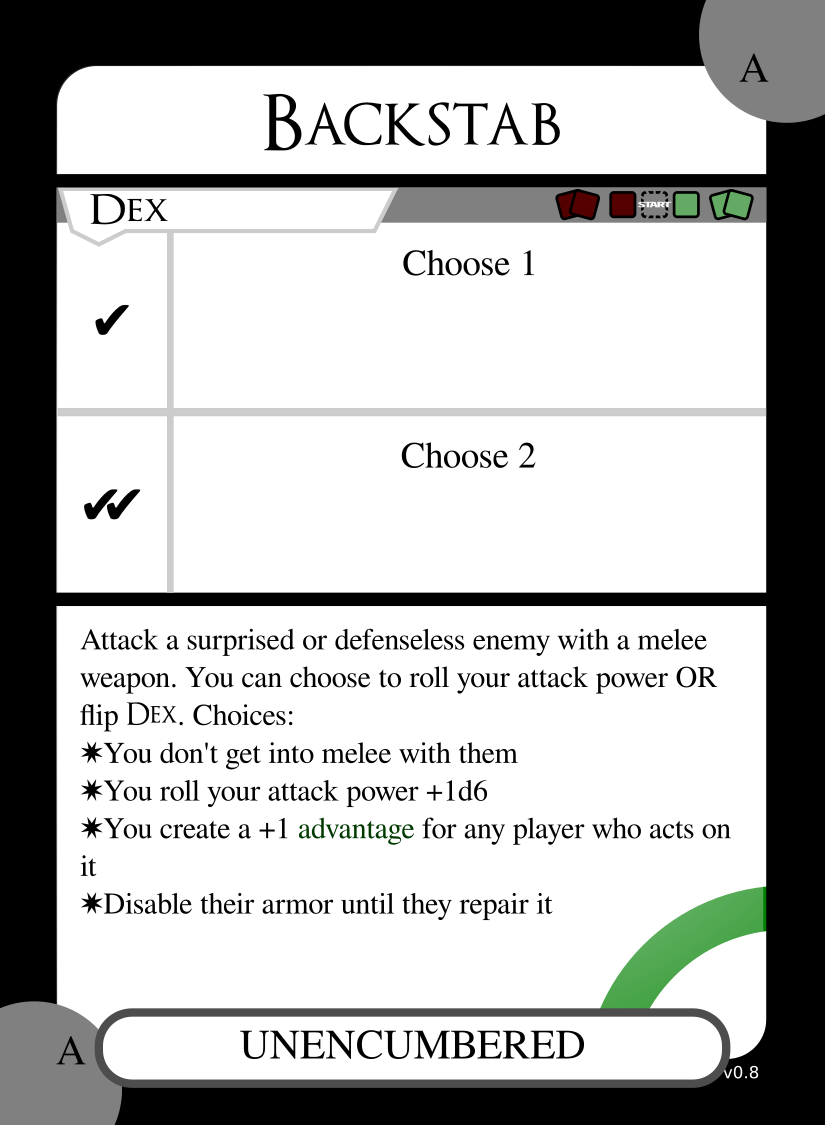 A
BACKSTAB
DEX
START
Choose 1
✔
Choose 2
✔✔
Attack a surprised or defenseless enemy with a melee
weapon. You can choose to roll your attack power OR
flip DEX. Choices:
✷You don't get into melee with them
✷You roll your attack power +1d6
✷You create a +1 advantage for any player who acts on
it
✷Disable their armor until they repair it
A
UNENCUMBERED
v0.8